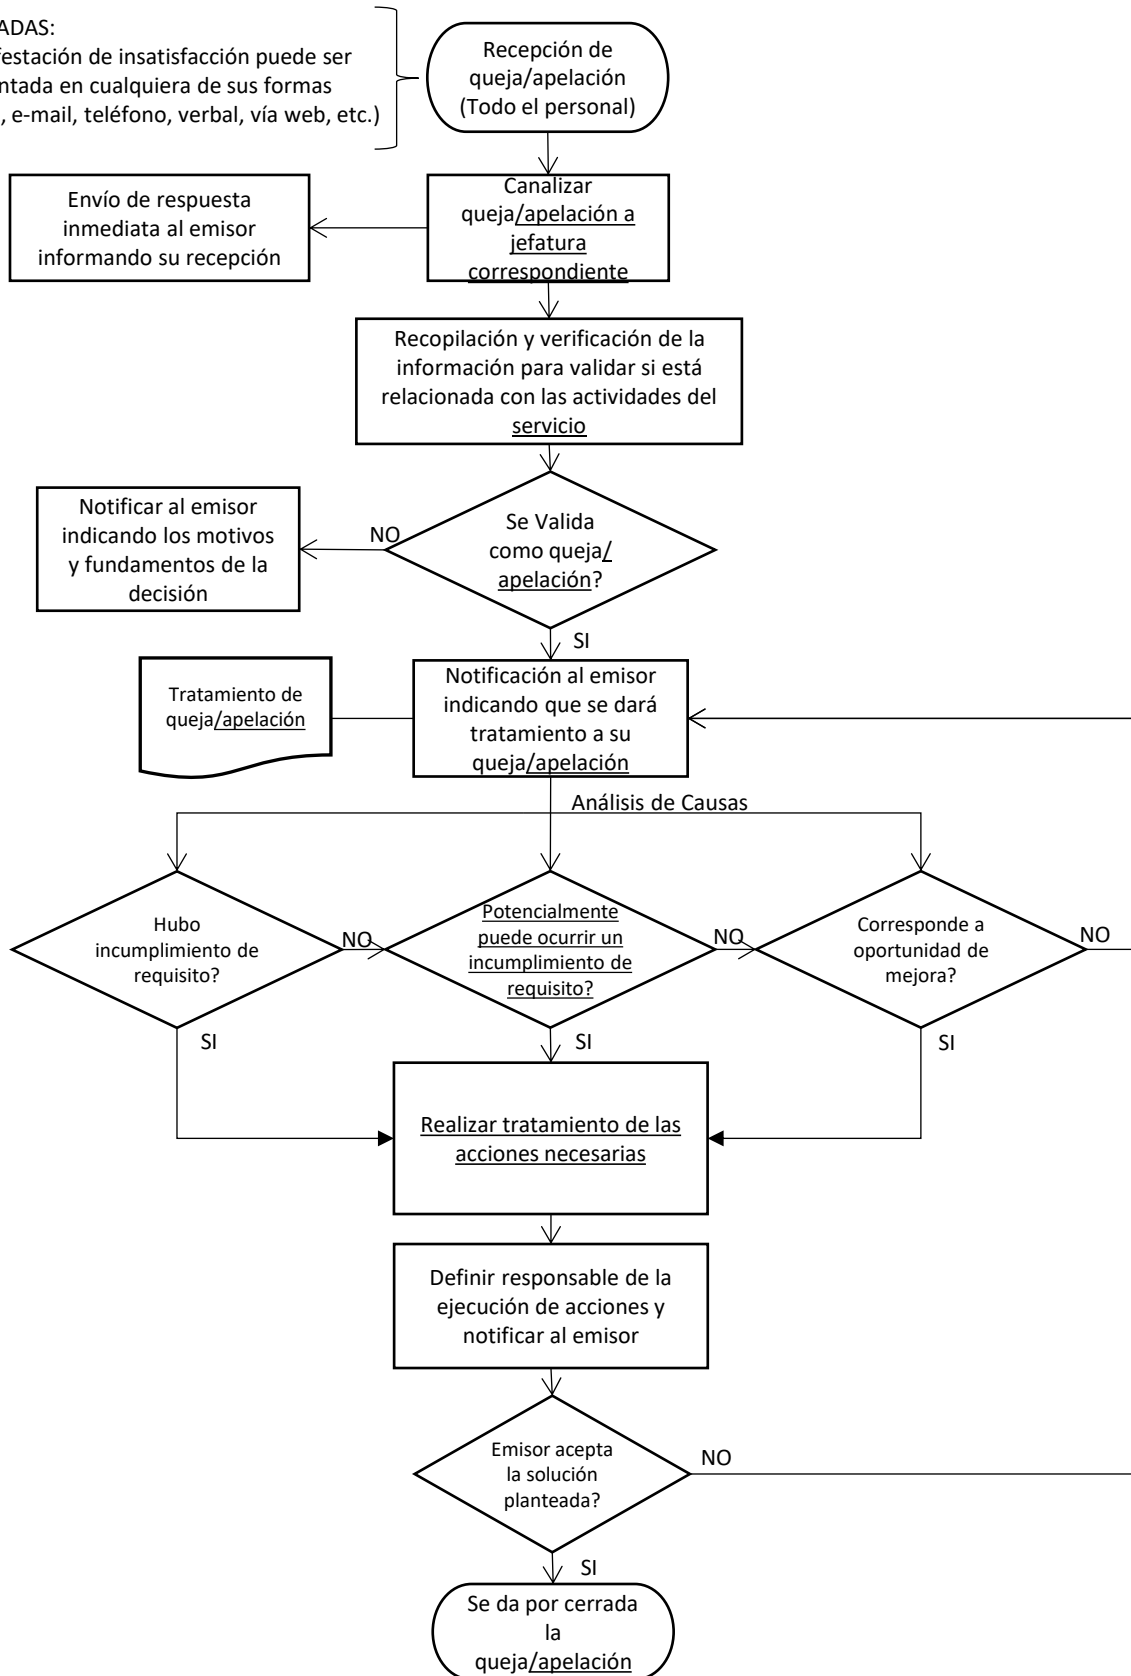 ADAS:
festación de insatisfacción puede ser
ntada en cualquiera de sus formas
, e-mail, teléfono, verbal, vía web, etc.)
Recepción de
queja/apelación
(Todo el personal)
Envío de respuesta
inmediata al emisor
informando su recepción
Canalizar
queja/apelación a
jefatura
correspondiente
Recopilación y verificación de la
información para validar si está
relacionada con las actividades del
servicio
Notificar al emisor
indicando los motivos
y fundamentos de la
decisión
NO
Se Valida
como queja/
apelación?
SI
Tratamiento de
queja/apelación
Notificación al emisor
indicando que se dará
tratamiento a su
queja/apelación
Análisis de Causas
Hubo
incumplimiento de
requisito?
NO
Potencialmente
puede ocurrir un
incumplimiento de
requisito?
NO
Corresponde a
oportunidad de
mejora?
NO
SI
SI
SI
Realizar tratamiento de las
acciones necesarias
Definir responsable de la
ejecución de acciones y
notificar al emisor
Emisor acepta
la solución
planteada?
NO
SI
Se da por cerrada
la
queja/apelación